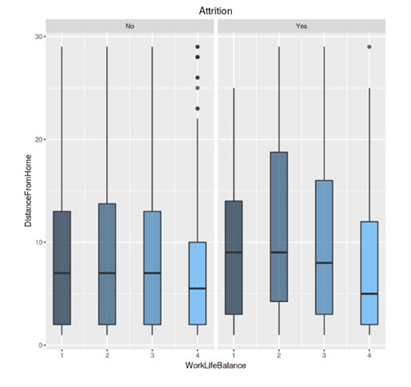 Attrition
No Yes
30
20
10
0
DistanceFromHome
1 2 3 4 1 2 3 4
WorkLifeBalance